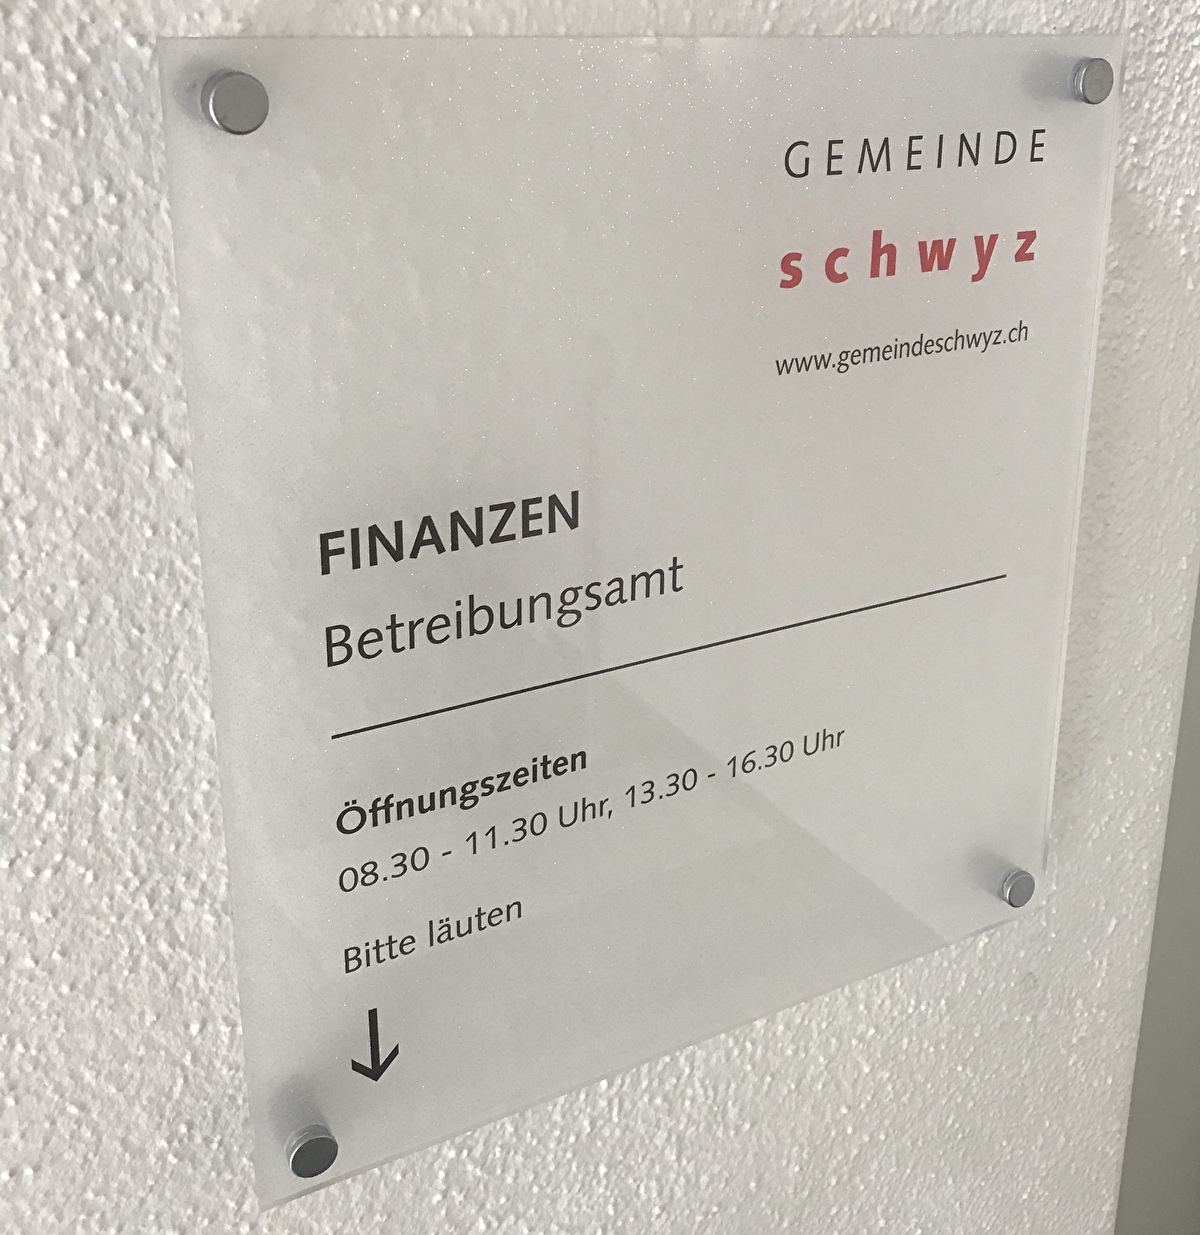 GEMEINDE
schwyz
www.gemeindeschwyz.ch
FINANZEN
Betreibungsamt
Öffnungszeiten
08.30 - 11.30 Uhr, 13.30 - 16.30 Uhr
Bitte läuten